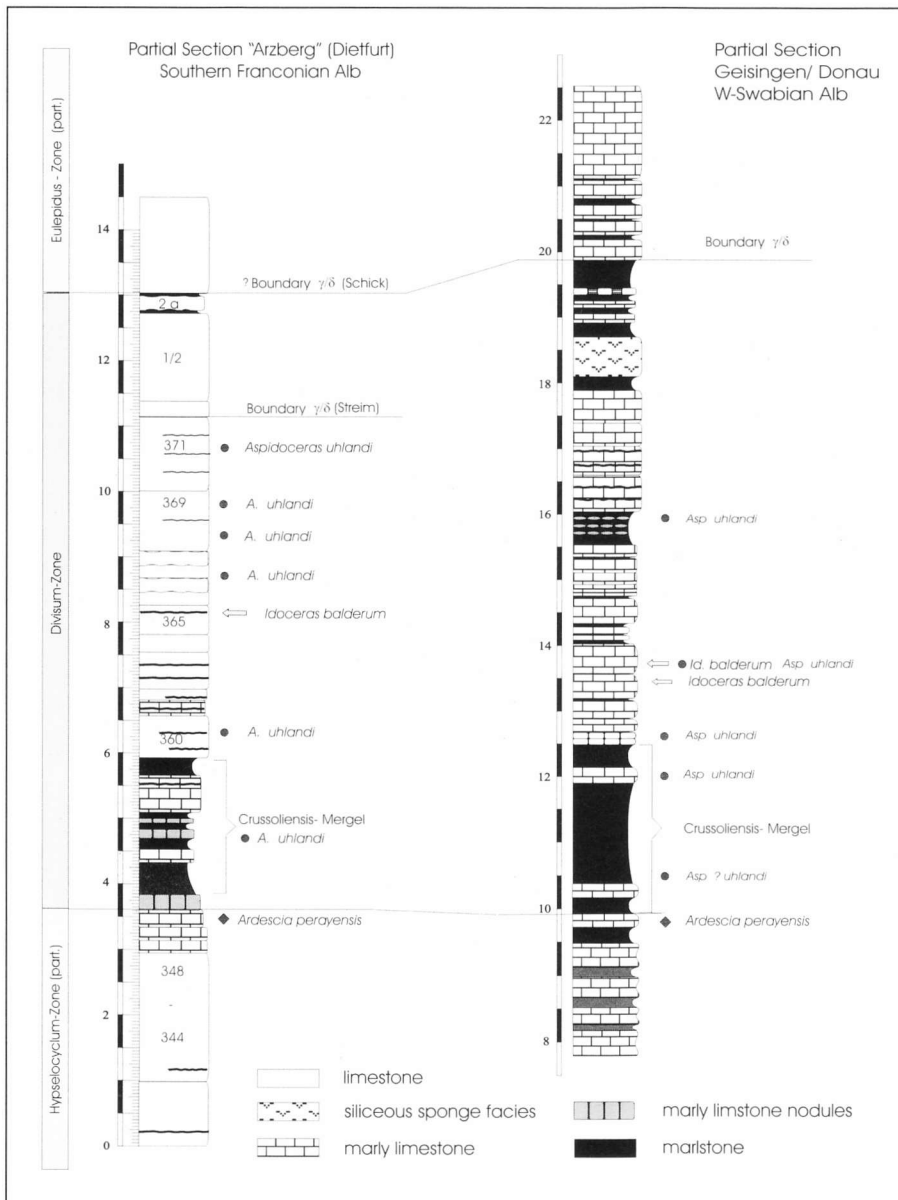 Partial Section "Arzberg" (Dietfurt)
Southern Franconian Alb
Partial Section
Geisingen/ Donau
W-Swabian Alb
Eulepidus - Zone (part.)
Divisum-Zone
Hypselocyclum-Zone (part.)
14
12
10
8
6
4
2
0
? Boundary γ/δ (Schick)
2 a
1/2
Boundary γ/δ (Streim)
371
Aspidoceras uhlandi
369
A. uhlandi
A. uhlandi
A. uhlandi
365
Idoceras balderum
360
A. uhlandi
Crussoliensis- Mergel
A. uhlandi
Ardescia perayensis
348
-
344
22
20
18
16
14
12
10
8
Boundary γ/δ
Asp uhlandi
Id. balderum Asp uhlandi
Idoceras balderum
Asp uhlandi
Asp uhlandi
Crussoliensis- Mergel
Asp ? uhlandi
Ardescia perayensis
limestone
siliceous sponge facies
marly limestone
marly limstone nodules
marlstone